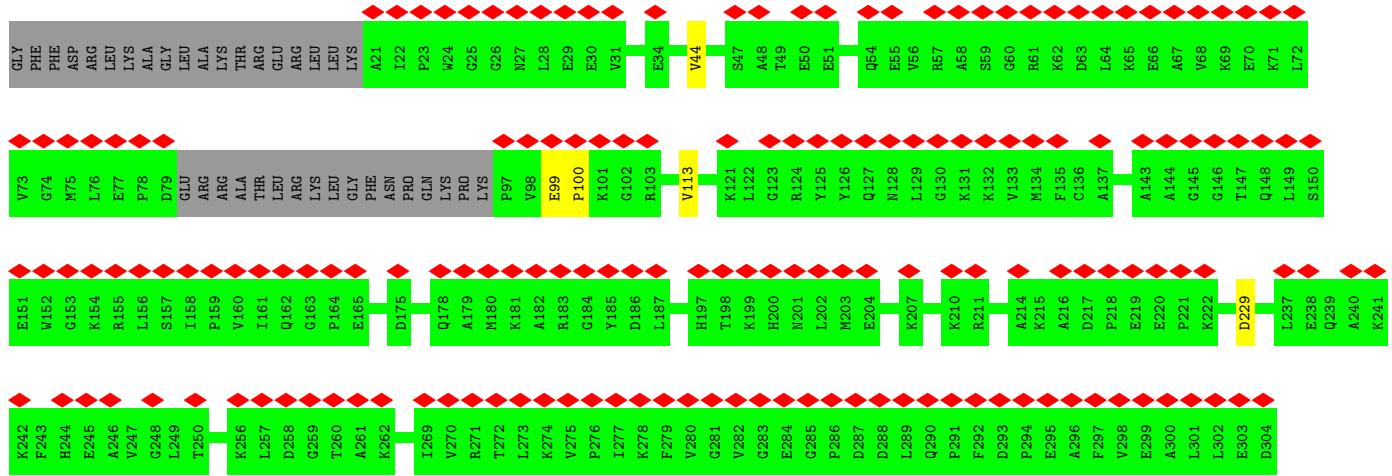 GLY PHE PHE ASP ARG LEU LYS ALA GLY LEU ALA LYS THR ARG GLU ARG LEU LEU LYS A21 I22 P23 W24 G25 G26 N27 L28 E29 E30 V31 E34 V44 S47 A48 T49 E50 E51 Q54 E55 V56 R57 A58 S59 G60 R61 K62 D63 L64 K65 E66 A67 V68 K69 E70 K71 L72
V73 G74 M75 L76 E77 P78 D79 GLU ARG ARG ALA THR LEU ARG LYS LEU GLY PHE ASN PRO GLN LYS PRO LYS P97 V98 E99 P100 K101 G102 R103 V113 K121 L122 G123 R124 Y125 Y126 Q127 N128 L129 G130 K131 K132 V133 M134 F135 C136 A137 A143 A144 G145 G146 T147 Q148 L149 S150
E151 W152 G153 K154 R155 L156 S157 I158 P159 V160 I161 Q162 G163 P164 E165 D175 Q178 A179 M180 K181 A182 R183 G184 Y185 D186 L187 H197 T198 K199 H200 N201 L202 M203 E204 K207 K210 R211 A214 K215 A216 D217 P218 E219 E220 P221 K222 D229 L237 E238 Q239 A240 K241
K242 F243 H244 E245 A246 V247 G248 L249 T250 K256 L257 D258 G259 T260 A261 K262 I269 V270 R271 T272 L273 K274 V275 P276 I277 K278 F279 V280 G281 V282 G283 E284 G285 P286 D287 D288 L289 Q290 P291 F292 D293 P294 E295 A296 F297 V298 E299 A300 L301 L302 E303 D304